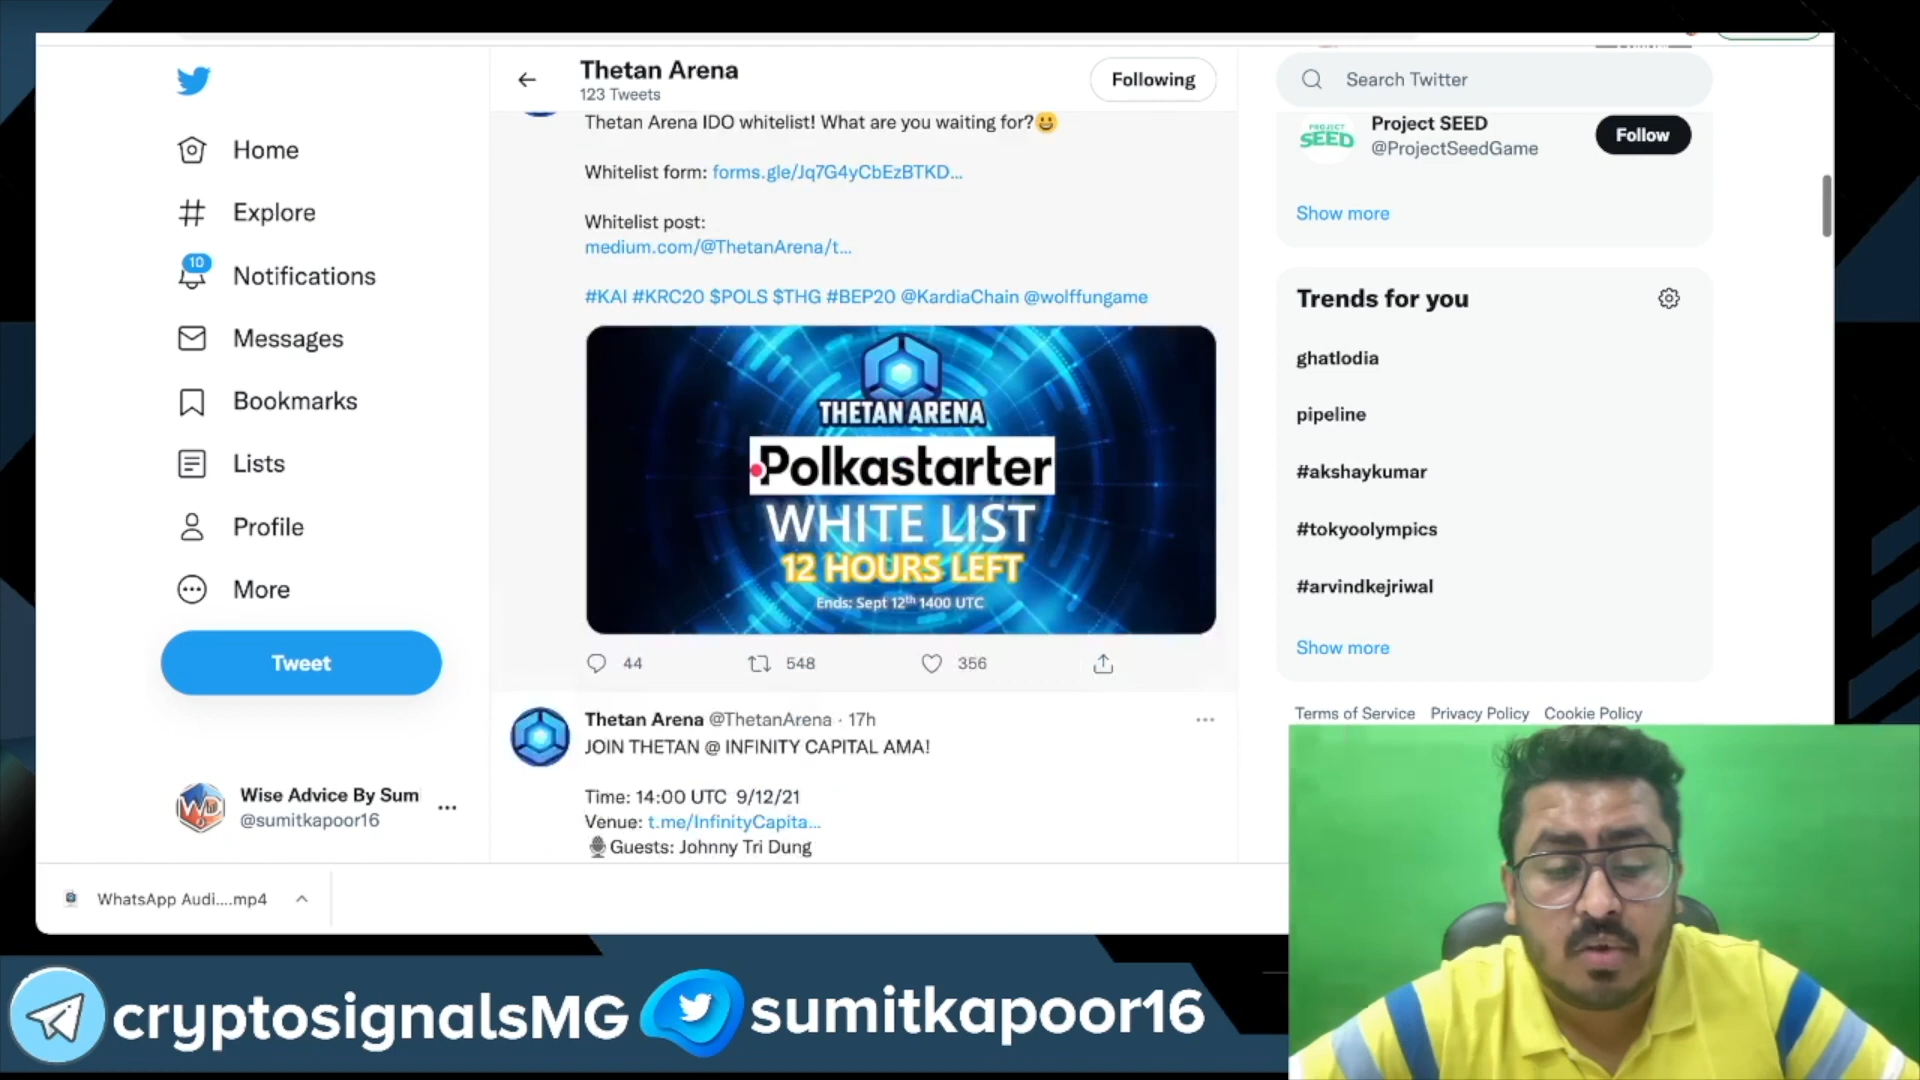 Thetan Arena
123 Tweets
Following
Thetan Arena IDO whitelist! What are you waiting for?😀
Whitelist form: forms.gle/Jq7G4yCbEzBTKD...
Whitelist post:
medium.com/@ThetanArena/t...
#KAI #KRC20 $POLS $THG #BEP20 @KardiaChain @wolffungame
THETAN ARENA
Polkastarter
WHITE LIST
12 HOURS LEFT
Ends: Sept 12th 1400 UTC
44
548
356
Thetan Arena @ThetanArena · 17h
JOIN THETAN @ INFINITY CAPITAL AMA!
Time: 14:00 UTC 9/12/21
Venue: t.me/InfinityCapita...
🎙Guests: Johnny Tri Dung
Home
Explore
10
Notifications
Messages
Bookmarks
Lists
Profile
More
Tweet
Wise Advice By Sum
@sumitkapoor16
Search Twitter
PROJECT
SEED
Project SEED
@ProjectSeedGame
Follow
Show more
Trends for you
ghatlodia
pipeline
#akshaykumar
#tokyoolympics
#arvindkejriwal
Show more
Terms of Service Privacy Policy Cookie Policy
WhatsApp Audi....mp4
cryptosignalsMG
sumitkapoor16